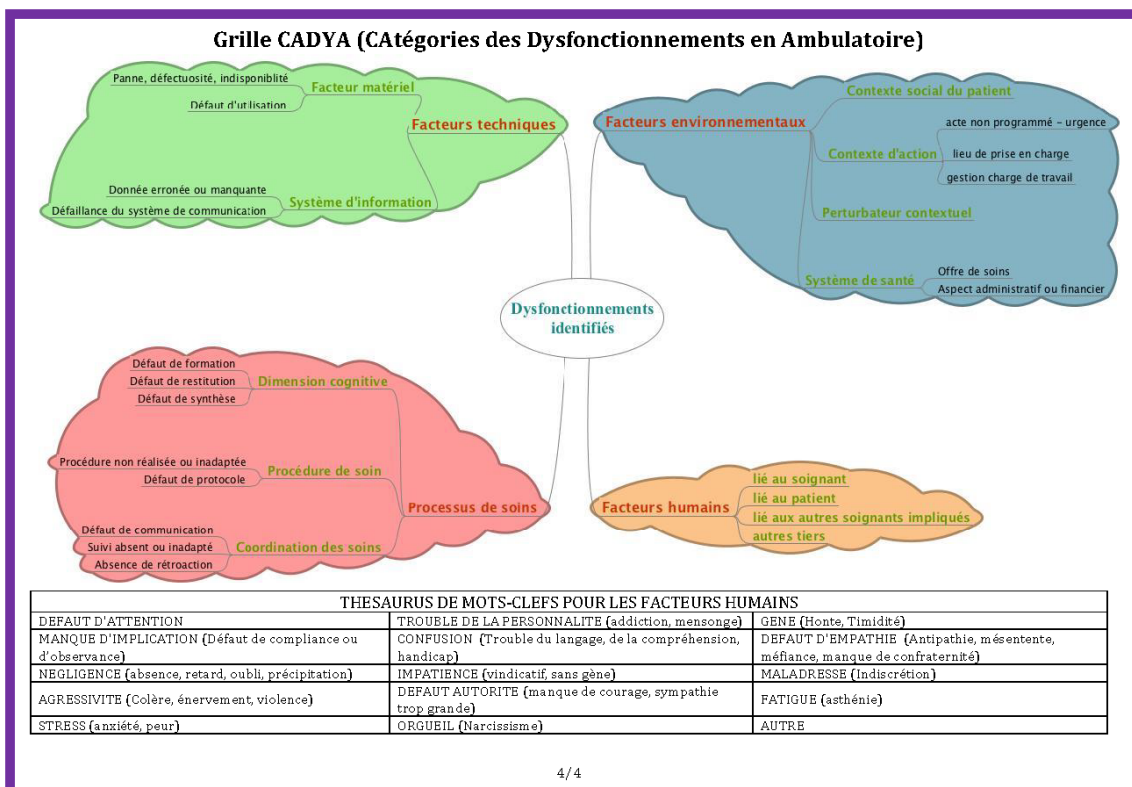 Grille CADYA (CAtégories des Dysfonctionnements en Ambulatoire)
Facteurs techniques
Facteur matériel
Panne, défectuosité, indisponiblité
Défaut d'utilisation
Système d'information
Donnée erronée ou manquante
Défaillance du système de communication
Facteurs environnementaux
Contexte social du patient
Contexte d'action
acte non programmé – urgence
lieu de prise en charge
gestion charge de travail
Perturbateur contextuel
Système de santé
Offre de soins
Aspect administratif ou financier
Dysfonctionnements
identifiés
Processus de soins
Dimension cognitive
Défaut de formation
Défaut de restitution
Défaut de synthèse
Procédure de soin
Procédure non réalisée ou inadaptée
Défaut de protocole
Coordination des soins
Défaut de communication
Suivi absent ou inadapté
Absence de rétroaction
Facteurs humains
lié au soignant
lié au patient
lié aux autres soignants impliqués
autres tiers
THESAURUS DE MOTS-CLEFS POUR LES FACTEURS HUMAINS
DEFAUT D'ATTENTION
TROUBLE DE LA PERSONNALITE (addiction, mensonge)
GENE (Honte, Timidité)
MANQUE D'IMPLICATION (Défaut de compliance ou
d'observance)
CONFUSION (Trouble du langage, de la compréhension,
handicap)
DEFAUT D'EMPATHIE (Antipathie, mésentente,
méfiance, manque de confraternité)
NEGLIGENCE (absence, retard, oubli, précipitation)
IMPATIENCE (vindicatif, sans gène)
MALADRESSE (Indiscrétion)
AGRESSIVITE (Colère, énervement, violence)
DEFAUT AUTORITE (manque de courage, sympathie
trop grande)
FATIGUE (asthénie)
STRESS (anxiété, peur)
ORGUEIL (Narcissisme)
AUTRE
4/4